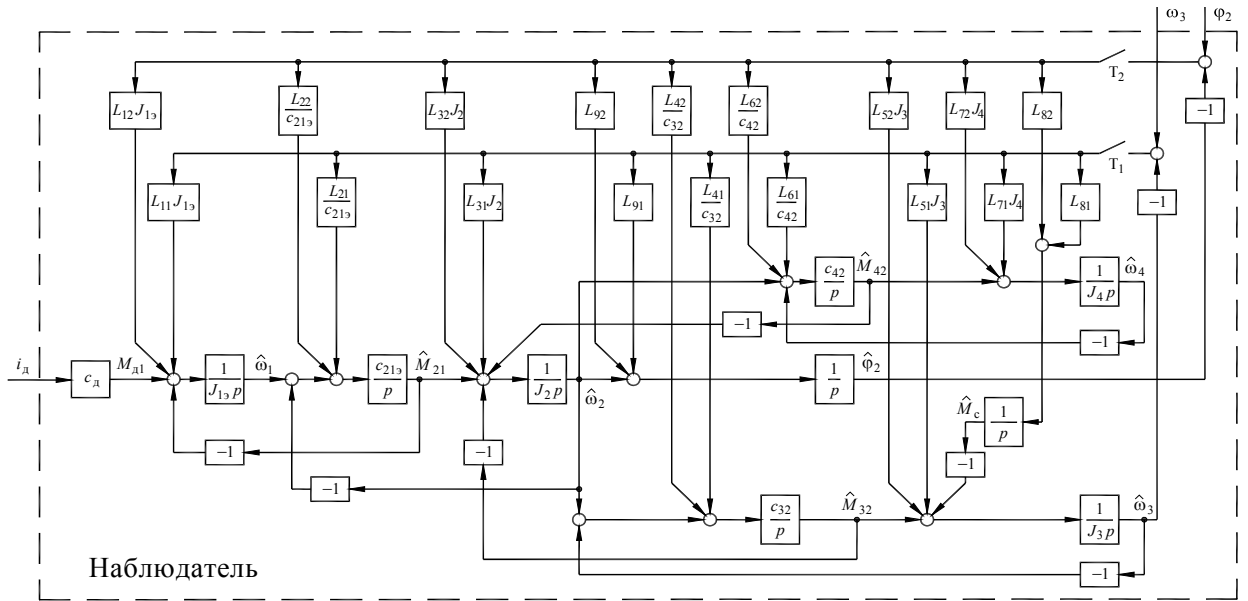 ω3 φ2
T2
L12J1э L22/c21э L32J2 L92 L42/c32 L62/c42 L52J3 L72J4 L82 −1
T1
L11J1э L21/c21э L31J2 L91 L41/c32 L61/c42 L51J3 L71J4 L81 −1
c42/p M̂42 1/J4p ω̂4
−1 −1
iд cд Mд1 1/J1эp ω̂1 c21э/p M̂21 1/J2p ω̂2 1/p φ̂2
M̂c 1/p
−1 −1 −1
−1
c32/p M̂32 1/J3p ω̂3
Наблюдатель −1